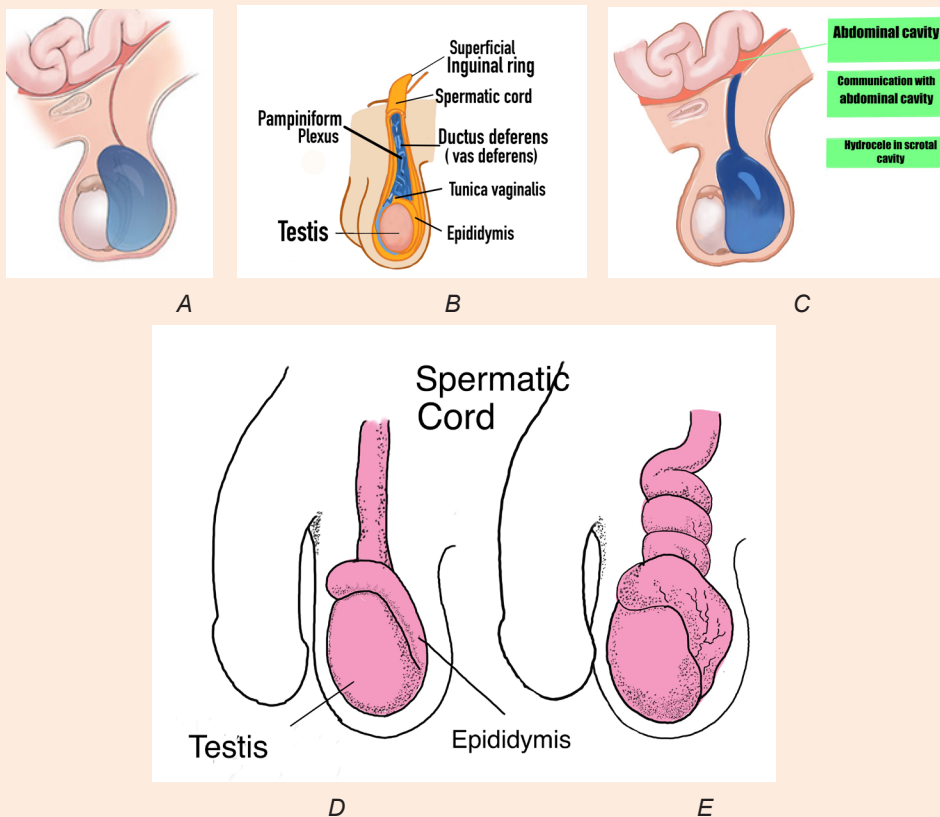 Superficial
Inguinal ring
Spermatic cord
Pampiniform
Plexus
Ductus deferens
( vas deferens)
Tunica vaginalis
Testis
Epididymis
Abdominal cavity
Communication with
abdominal cavity
Hydrocele in scrotal
cavity
A
B
C
Spermatic
Cord
Testis
Epididymis
D
E